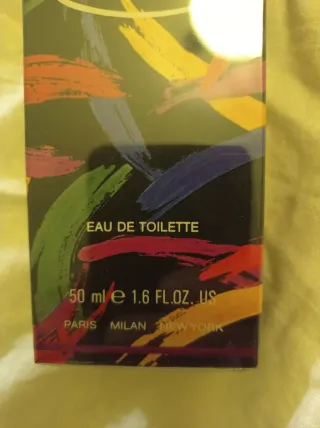 EAU DE TOILETTE
50 ml ℮ 1.6 FL.OZ. US
PARIS MILAN NEW YORK